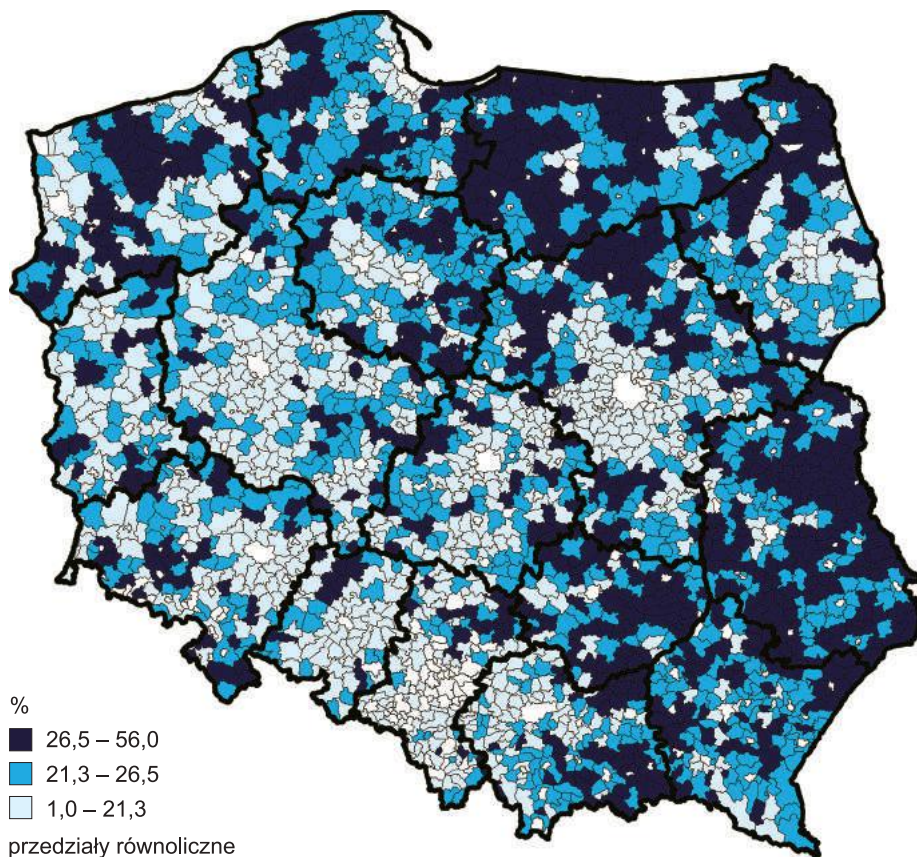 %
26,5 – 56,0
21,3 – 26,5
1,0 – 21,3
przedziały równoliczne